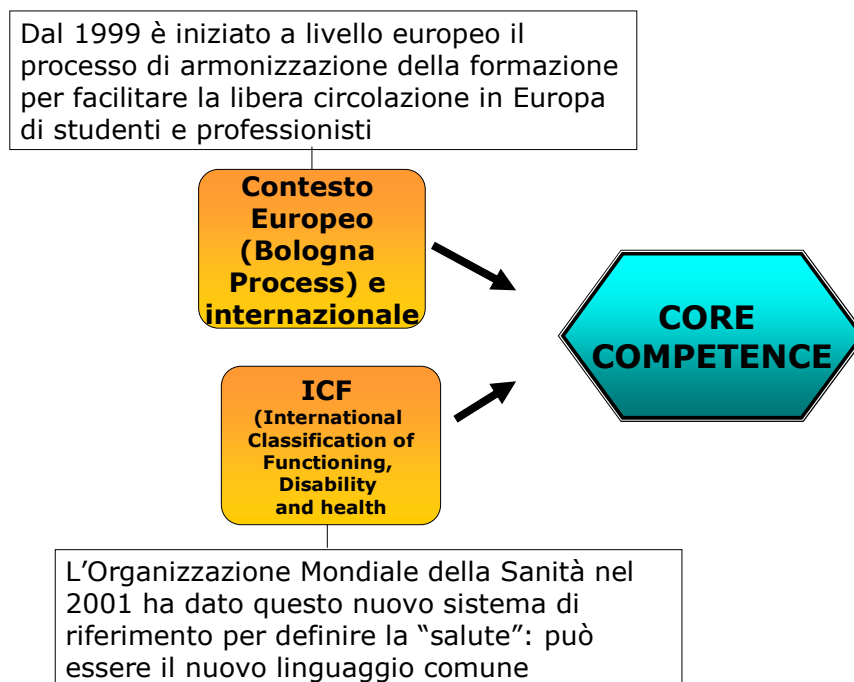 Dal 1999 è iniziato a livello europeo il
processo di armonizzazione della formazione
per facilitare la libera circolazione in Europa
di studenti e professionisti
Contesto
Europeo
(Bologna
Process) e
internazionale
CORE
COMPETENCE
ICF
(International
Classification of
Functioning,
Disability
and health
L’Organizzazione Mondiale della Sanità nel
2001 ha dato questo nuovo sistema di
riferimento per definire la “salute”: può
essere il nuovo linguaggio comune